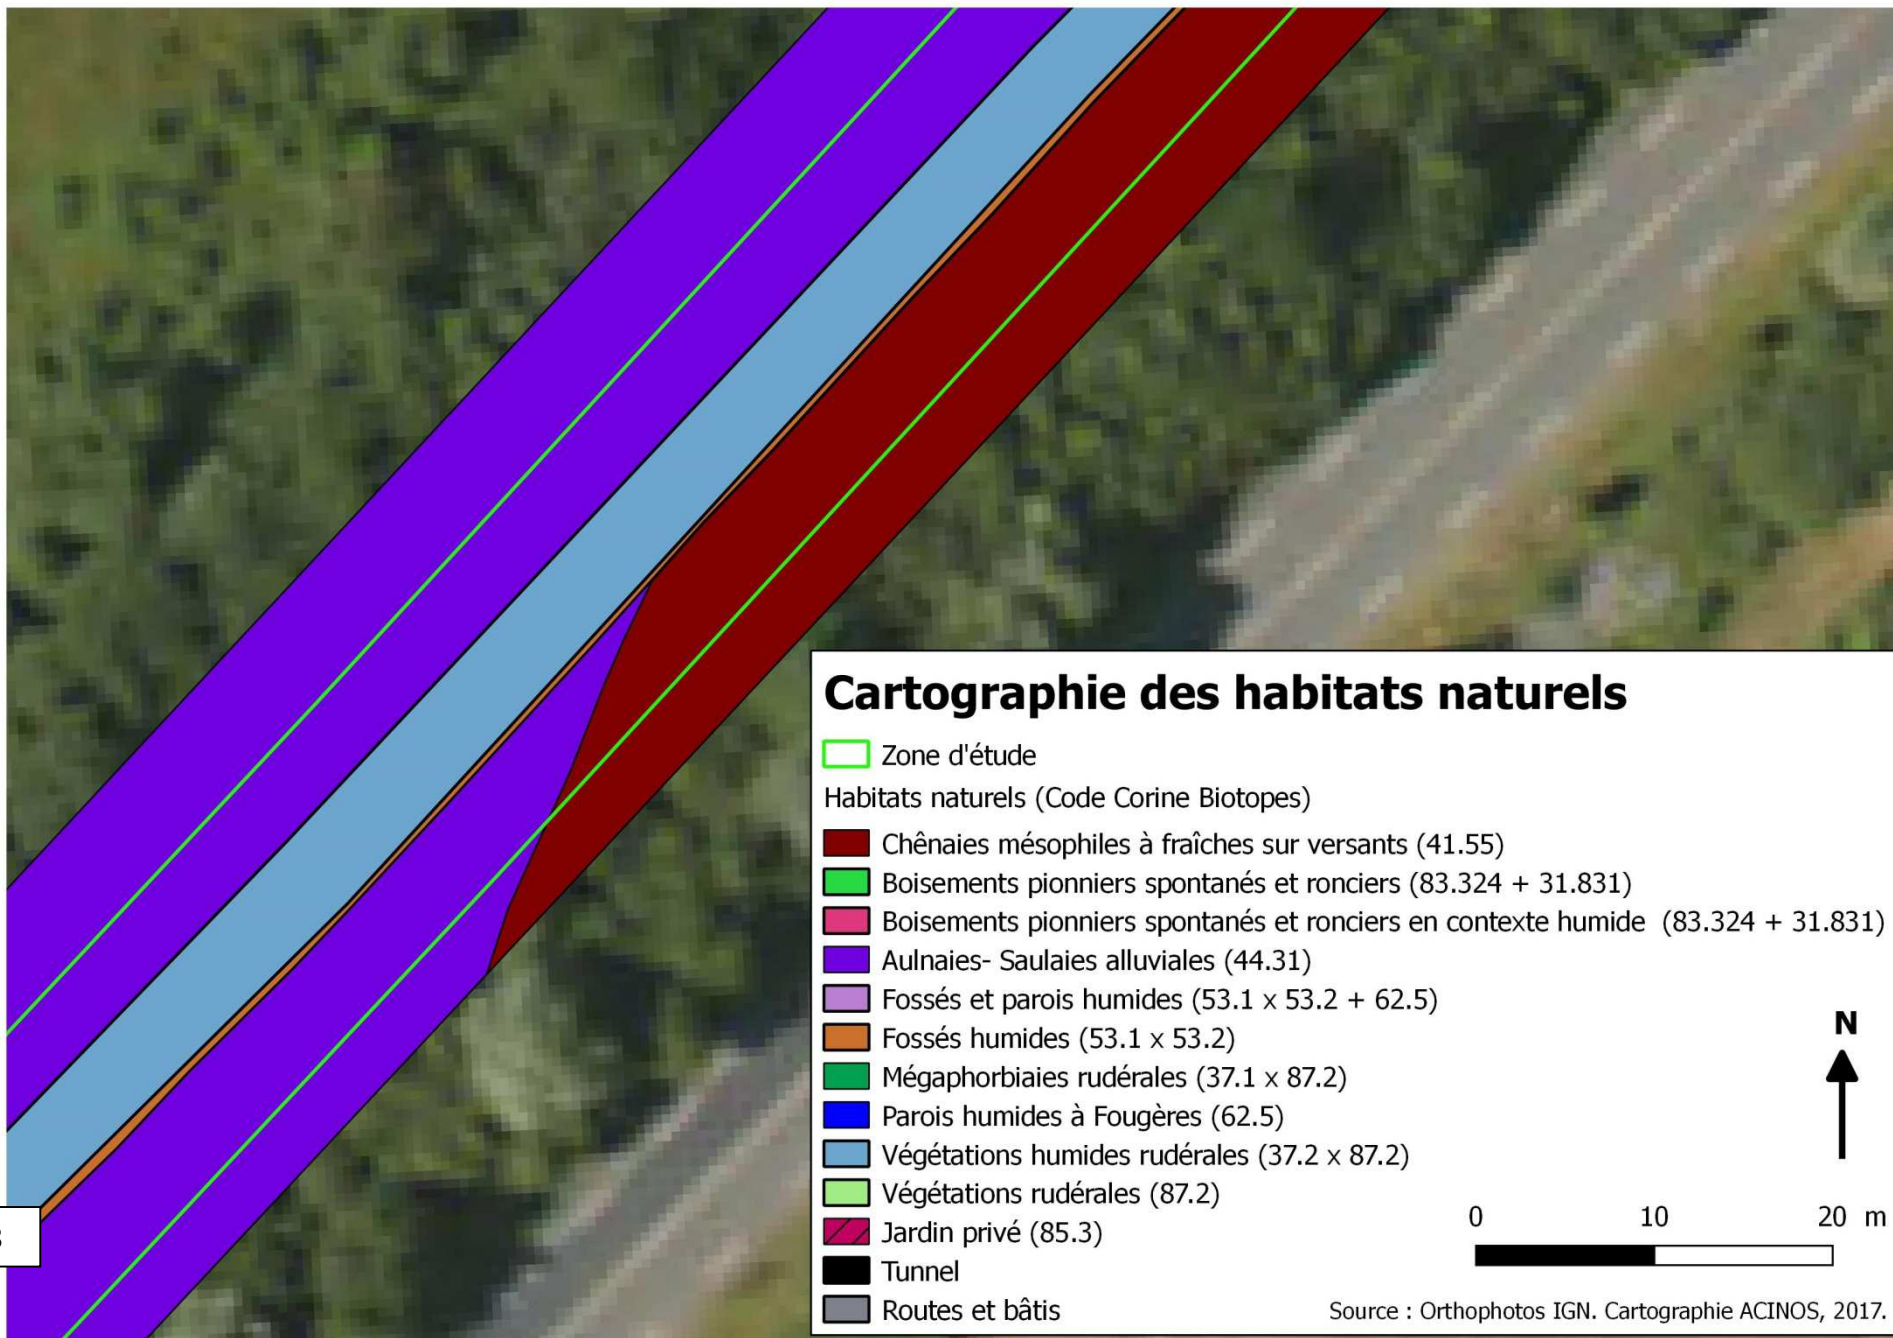 Cartographie des habitats naturels
Zone d'étude
Habitats naturels (Code Corine Biotopes)
Chênaies mésophiles à fraîches sur versants (41.55)
Boisements pionniers spontanés et ronciers (83.324 + 31.831)
Boisements pionniers spontanés et ronciers en contexte humide (83.324 + 31.831)
Aulnaies- Saulaies alluviales (44.31)
Fossés et parois humides (53.1 x 53.2 + 62.5)
Fossés humides (53.1 x 53.2)
Mégaphorbiaies rudérales (37.1 x 87.2)
Parois humides à Fougères (62.5)
Végétations humides rudérales (37.2 x 87.2)
Végétations rudérales (87.2)
Jardin privé (85.3)
Tunnel
Routes et bâtis
N
0 10 20 m
Source : Orthophotos IGN. Cartographie ACINOS, 2017.